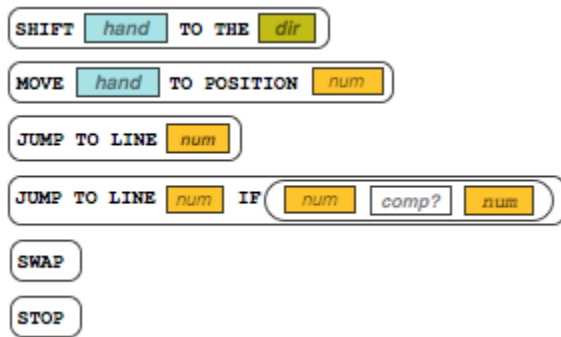 SHIFT hand TO THE dir
MOVE hand TO POSITION num
JUMP TO LINE num
JUMP TO LINE num IF num comp? num
SWAP
STOP